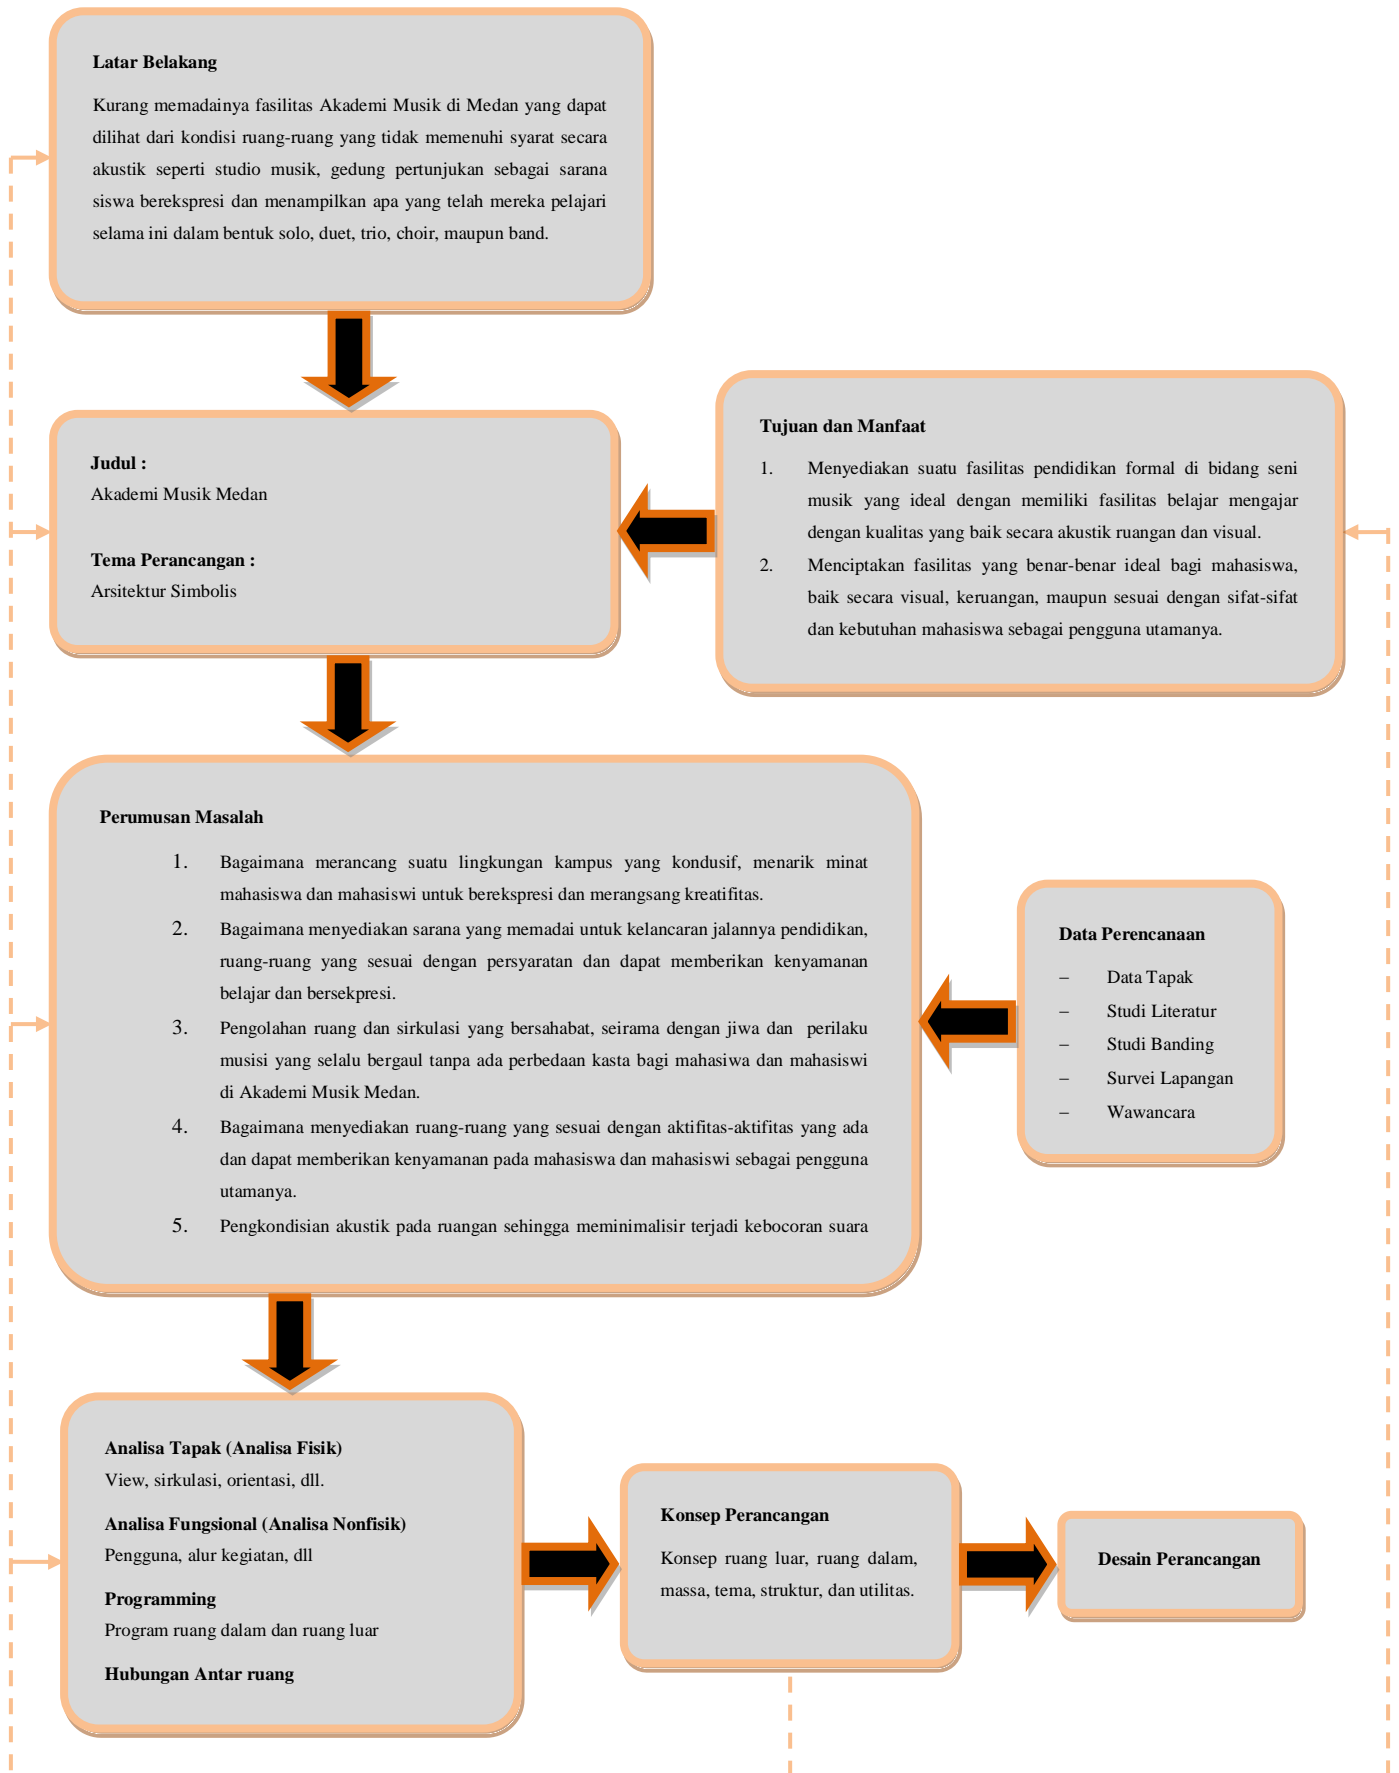 Latar Belakang
Kurang memadainya fasilitas Akademi Musik di Medan yang dapat
dilihat dari kondisi ruang-ruang yang tidak memenuhi syarat secara
akustik seperti studio musik, gedung pertunjukan sebagai sarana
siswa berekspresi dan menampilkan apa yang telah mereka pelajari
selama ini dalam bentuk solo, duet, trio, choir, maupun band.
Judul :
Akademi Musik Medan
Tema Perancangan :
Arsitektur Simbolis
Tujuan dan Manfaat
1. Menyediakan suatu fasilitas pendidikan formal di bidang seni
musik yang ideal dengan memiliki fasilitas belajar mengajar
dengan kualitas yang baik secara akustik ruangan dan visual.
2. Menciptakan fasilitas yang benar-benar ideal bagi mahasiswa,
baik secara visual, keruangan, maupun sesuai dengan sifat-sifat
dan kebutuhan mahasiswa sebagai pengguna utamanya.
Perumusan Masalah
1. Bagaimana merancang suatu lingkungan kampus yang kondusif, menarik minat
mahasiswa dan mahasiswi untuk berekspresi dan merangsang kreatifitas.
2. Bagaimana menyediakan sarana yang memadai untuk kelancaran jalannya pendidikan,
ruang-ruang yang sesuai dengan persyaratan dan dapat memberikan kenyamanan
belajar dan bersekpresi.
3. Pengolahan ruang dan sirkulasi yang bersahabat, seirama dengan jiwa dan perilaku
musisi yang selalu bergaul tanpa ada perbedaan kasta bagi mahasiwa dan mahasiswi
di Akademi Musik Medan.
4. Bagaimana menyediakan ruang-ruang yang sesuai dengan aktifitas-aktifitas yang ada
dan dapat memberikan kenyamanan pada mahasiswa dan mahasiswi sebagai pengguna
utamanya.
5. Pengkondisian akustik pada ruangan sehingga meminimalisir terjadi kebocoran suara
Data Perencanaan
– Data Tapak
– Studi Literatur
– Studi Banding
– Survei Lapangan
– Wawancara
Analisa Tapak (Analisa Fisik)
View, sirkulasi, orientasi, dll.
Analisa Fungsional (Analisa Nonfisik)
Pengguna, alur kegiatan, dll
Programming
Program ruang dalam dan ruang luar
Hubungan Antar ruang
Konsep Perancangan
Konsep ruang luar, ruang dalam,
massa, tema, struktur, dan utilitas.
Desain Perancangan